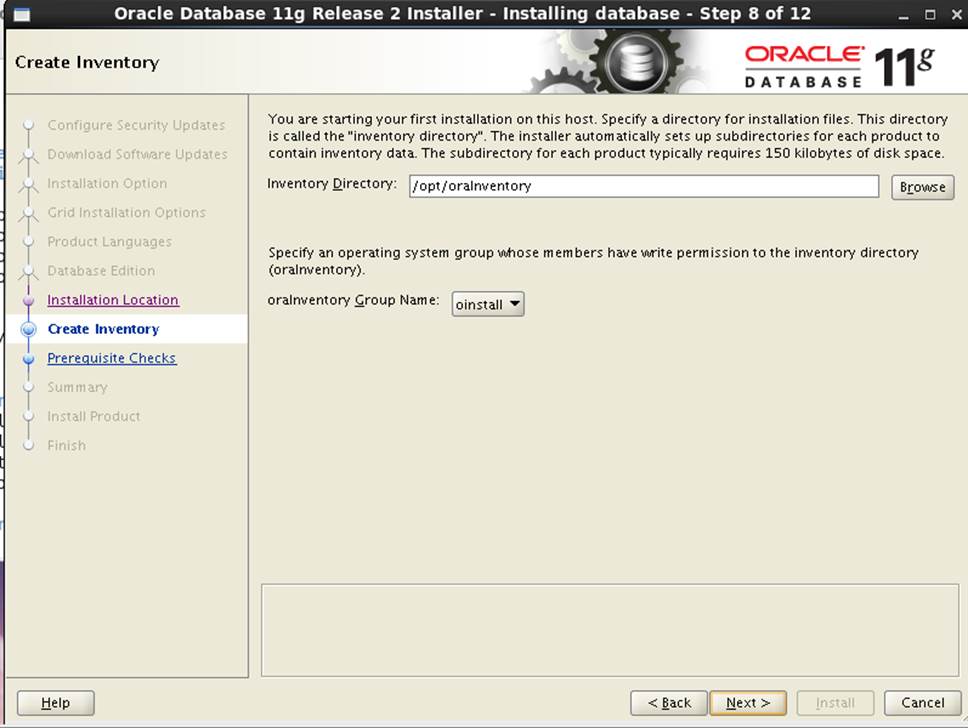 Oracle Database 11g Release 2 Installer - Installing database - Step 8 of 12
Create Inventory
ORACLE
DATABASE
11g
Configure Security Updates
Download Software Updates
Installation Option
Grid Installation Options
Product Languages
Database Edition
Installation Location
Create Inventory
Prerequisite Checks
Summary
Install Product
Finish
You are starting your first installation on this host. Specify a directory for installation files. This directory
is called the "inventory directory". The installer automatically sets up subdirectories for each product to
contain inventory data. The subdirectory for each product typically requires 150 kilobytes of disk space.
Inventory Directory: /opt/oraInventory Browse
Specify an operating system group whose members have write permission to the inventory directory
(oraInventory).
oraInventory Group Name: oinstall
Help < Back Next > Install Cancel